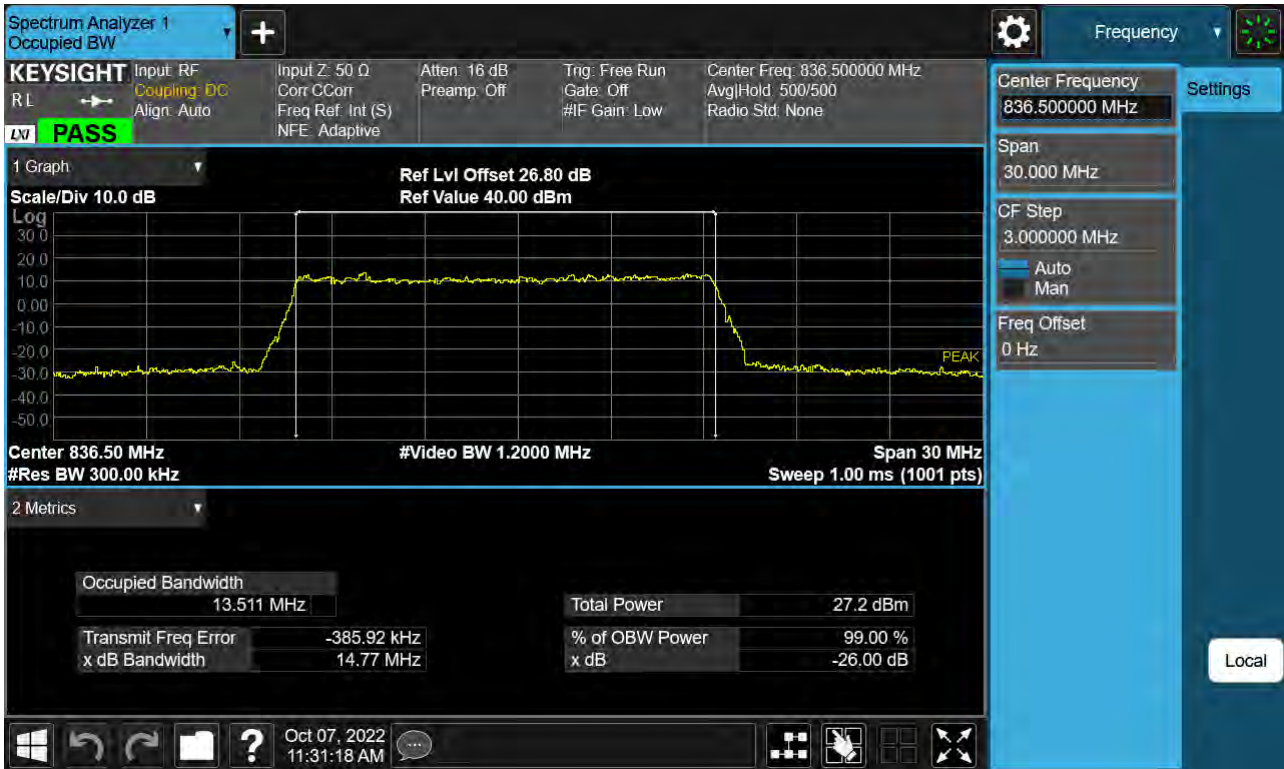 Spectrum Analyzer 1
Occupied BW
+
Frequency
KEYSIGHT
R L
LXI PASS
Input: RF
Coupling: DC
Align: Auto
Input Z: 50 Ω
Corr CCorr
Freq Ref: Int (S)
NFE: Adaptive
Atten: 16 dB
Preamp: Off
Trig: Free Run
Gate: Off
#IF Gain: Low
Center Freq: 836.500000 MHz
Avg|Hold: 500/500
Radio Std: None
Center Frequency
836.500000 MHz
Settings
Span
30.000 MHz
CF Step
3.000000 MHz
Auto
Man
Freq Offset
0 Hz
Local
1 Graph
Ref Lvl Offset 26.80 dB
Scale/Div 10.0 dB
Ref Value 40.00 dBm
Log
30.0
20.0
10.0
0.00
-10.0
-20.0
-30.0
-40.0
-50.0
PEAK
Center 836.50 MHz
#Video BW 1.2000 MHz
Span 30 MHz
#Res BW 300.00 kHz
Sweep 1.00 ms (1001 pts)
2 Metrics
Occupied Bandwidth
13.511 MHz
Total Power 27.2 dBm
Transmit Freq Error -385.92 kHz
% of OBW Power 99.00 %
x dB Bandwidth 14.77 MHz
x dB -26.00 dB
?
Oct 07, 2022
11:31:18 AM